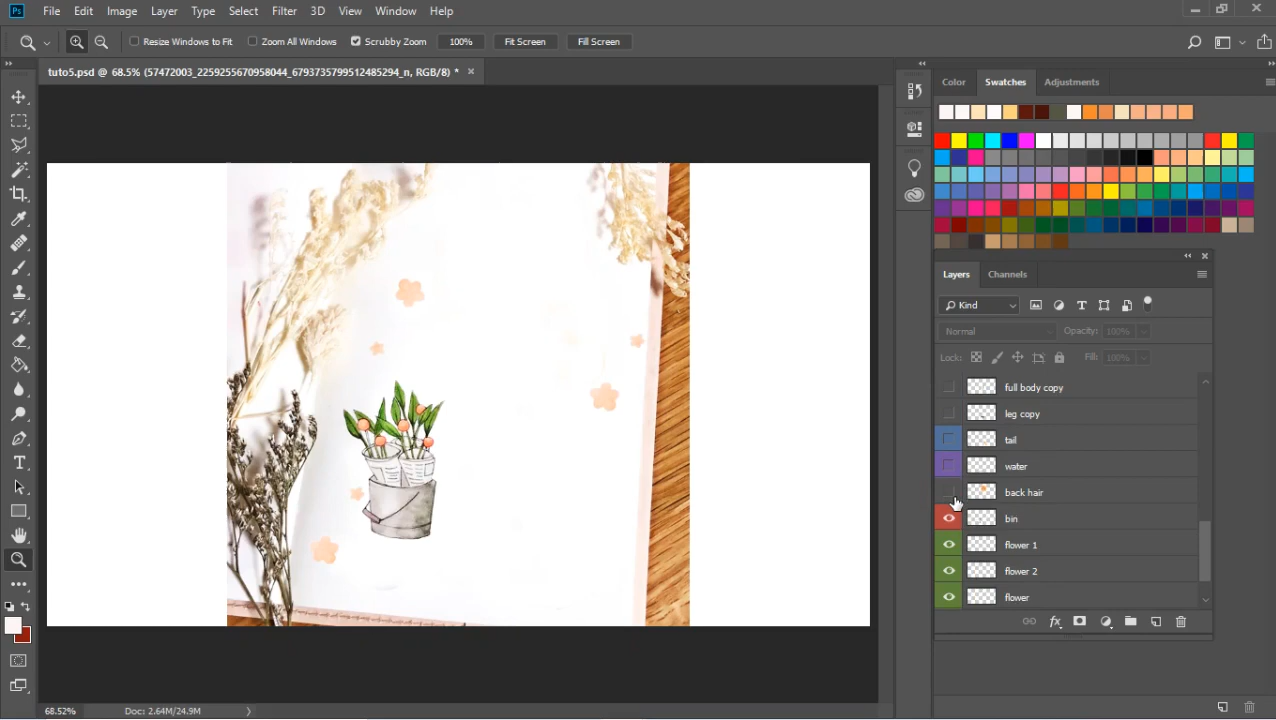 Ps File Edit Image Layer Type Select Filter 3D View Window Help
Resize Windows to Fit Zoom All Windows Scrubby Zoom 100% Fit Screen Fill Screen
tuto5.psd @ 68.5% (57472003_2259255670958044_6793735799512485294_n, RGB/8) *
Color Swatches Adjustments
Layers Channels
Kind
Normal Opacity: 100%
Lock: Fill: 100%
full body copy
leg copy
tail
water
back hair
bin
flower 1
flower 2
flower
fx
68.52% Doc: 2.64M/24.9M